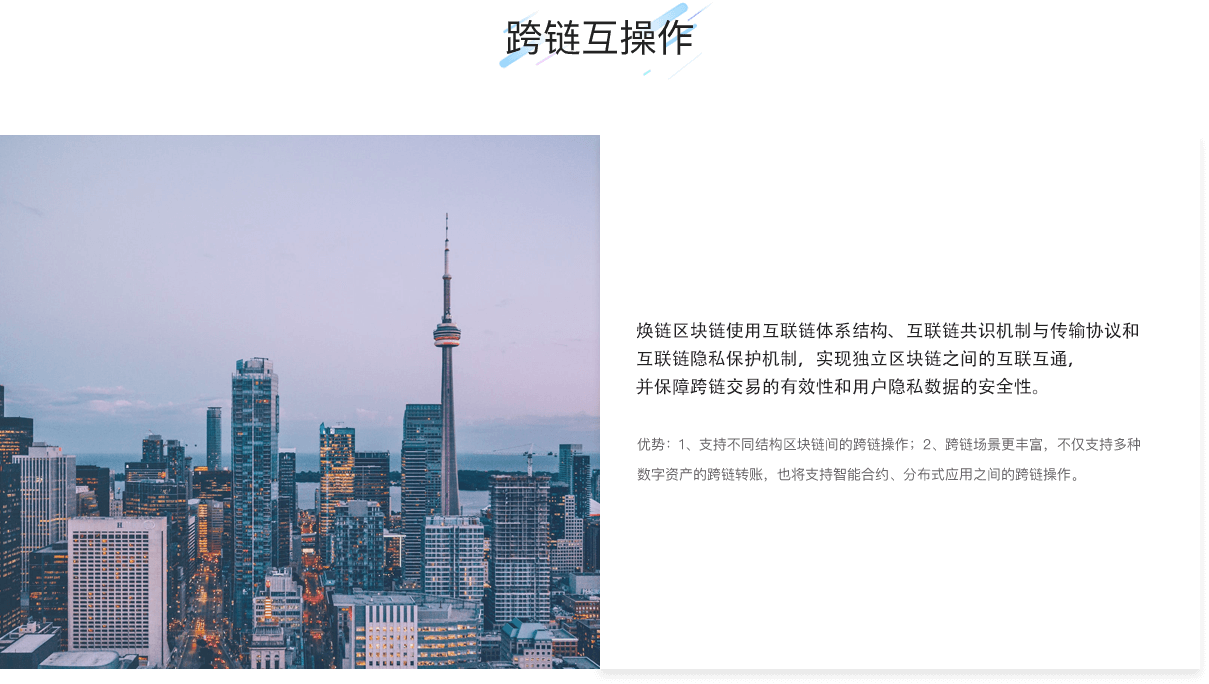 跨链互操作
焕链区块链使用互联链体系结构、互联链共识机制与传输协议和
互联链隐私保护机制，实现独立区块链之间的互联互通，
并保障跨链交易的有效性和用户隐私数据的安全性。
优势：1、支持不同结构区块链间的跨链操作；2、跨链场景更丰富，不仅支持多种
数字资产的跨链转账，也将支持智能合约、分布式应用之间的跨链操作。
H